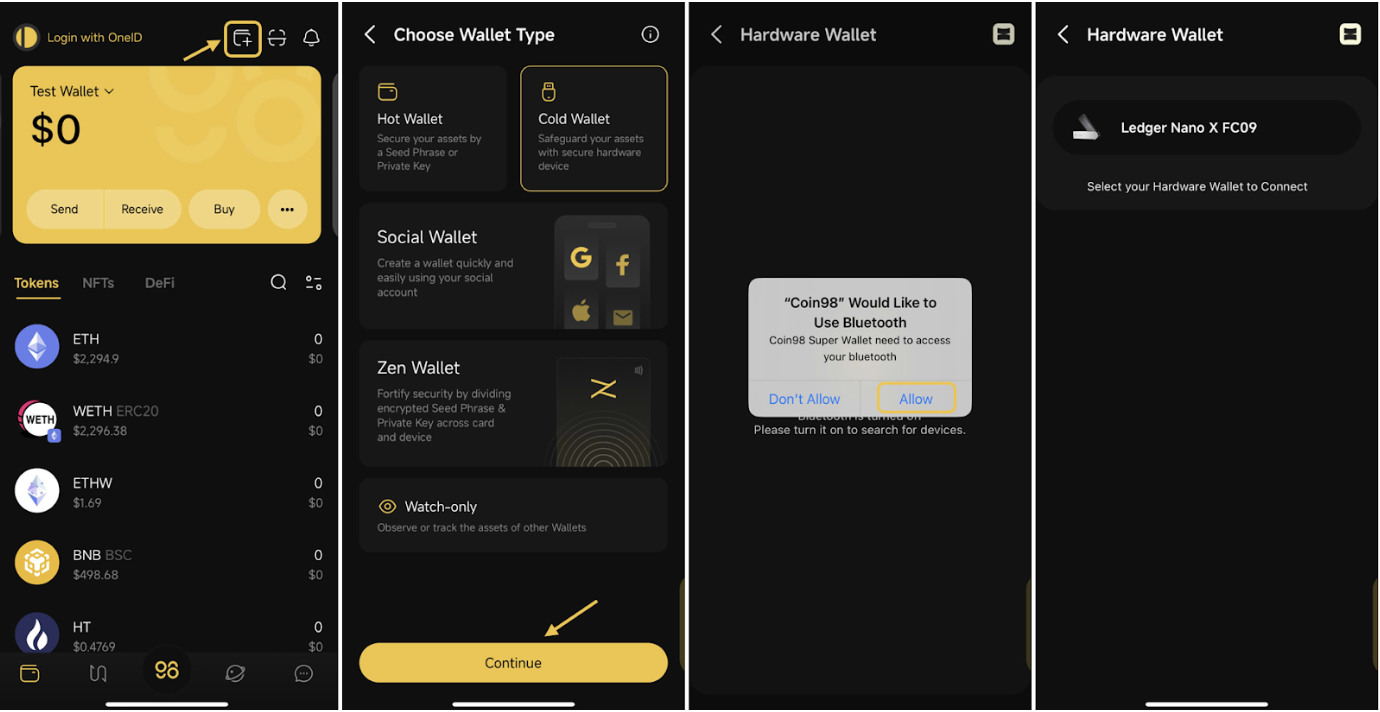 Login with OneID
Test Wallet
$0
Send
Receive
Buy
Tokens
NFTs
DeFi
ETH
0
$2,294.9
$0
WETH
WETH ERC20
0
$2,296.38
$0
ETHW
0
$1.69
$0
BNB BSC
0
$498.68
$0
HT
0
$0.4769
$0
98
Choose Wallet Type
Hot Wallet
Secure your assets by
a Seed Phrase or
Private Key
Cold Wallet
Safeguard your assets
with secure hardware
device
Social Wallet
Create a wallet quickly and
easily using your social
account
G
f
Zen Wallet
Fortify security by dividing
encrypted Seed Phrase &
Private Key across card
and device
Watch-only
Observe or track the assets of other Wallets
Continue
Hardware Wallet
“Coin98” Would Like to
Use Bluetooth
Coin98 Super Wallet need to access
your bluetooth
Don't Allow
Allow
Bluetooth is turned off
Please turn it on to search for devices.
Hardware Wallet
Ledger Nano X FC09
Select your Hardware Wallet to Connect